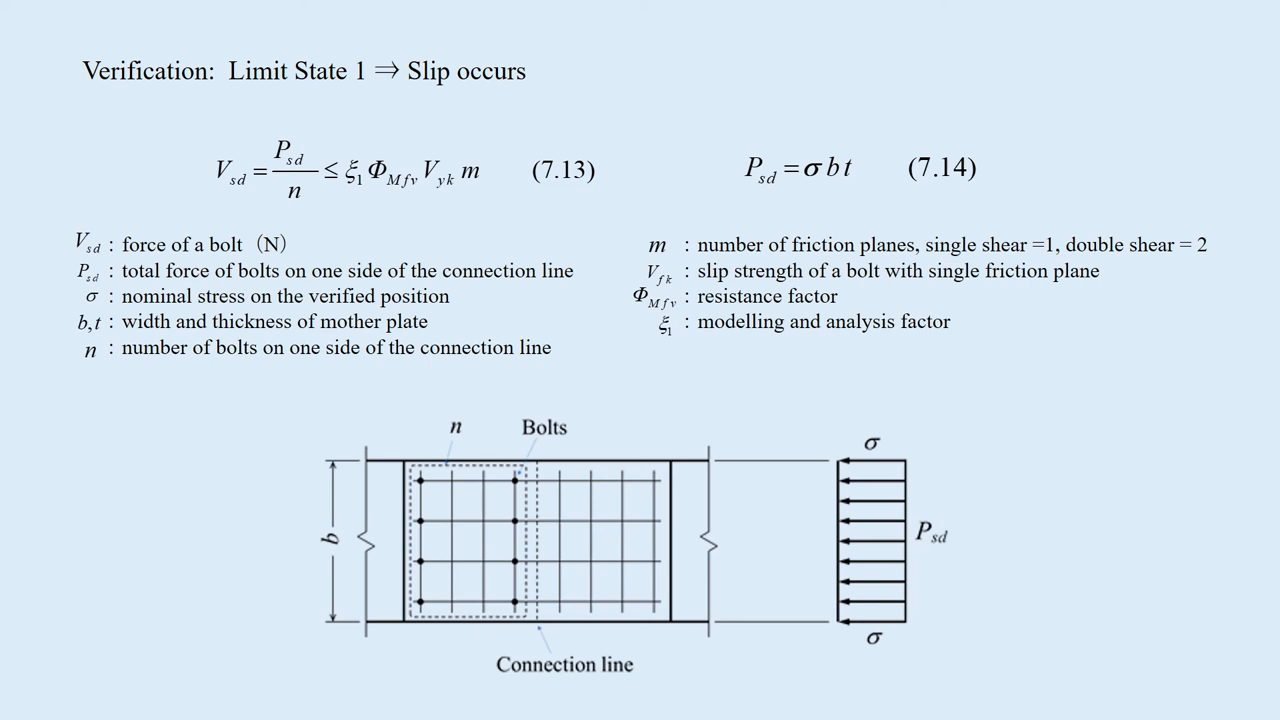 Verification: Limit State 1 ⇒ Slip occurs
V_sd = P_sd / n ≤ ξ_1 Φ_Mfv V_yk m (7.13)
P_sd = σ b t (7.14)
V_sd : force of a bolt (N)
P_sd : total force of bolts on one side of the connection line
σ : nominal stress on the verified position
b,t : width and thickness of mother plate
n : number of bolts on one side of the connection line
m : number of friction planes, single shear =1, double shear = 2
V_fk : slip strength of a bolt with single friction plane
Φ_Mfv : resistance factor
ξ_1 : modelling and analysis factor
n
Bolts
b
Connection line
σ
P_sd
σ